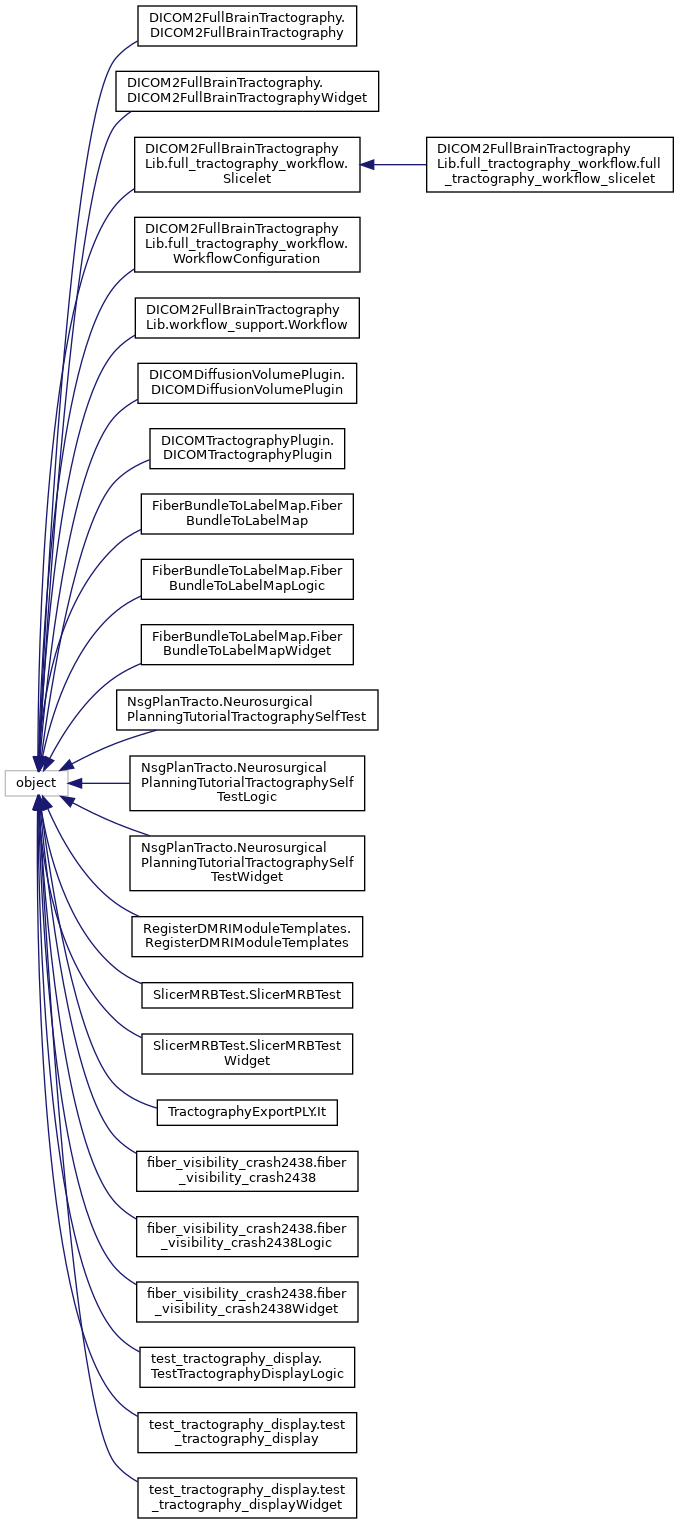 DICOM2FullBrainTractography.
DICOM2FullBrainTractography
DICOM2FullBrainTractography.
DICOM2FullBrainTractographyWidget
DICOM2FullBrainTractography
Lib.full_tractography_workflow.
Slicelet
DICOM2FullBrainTractography
Lib.full_tractography_workflow.full
_tractography_workflow_slicelet
DICOM2FullBrainTractography
Lib.full_tractography_workflow.
WorkflowConfiguration
DICOM2FullBrainTractography
Lib.workflow_support.Workflow
DICOMDiffusionVolumePlugin.
DICOMDiffusionVolumePlugin
DICOMTractographyPlugin.
DICOMTractographyPlugin
FiberBundleToLabelMap.Fiber
BundleToLabelMap
FiberBundleToLabelMap.Fiber
BundleToLabelMapLogic
FiberBundleToLabelMap.Fiber
BundleToLabelMapWidget
NsgPlanTracto.Neurosurgical
PlanningTutorialTractographySelfTest
object
NsgPlanTracto.Neurosurgical
PlanningTutorialTractographySelf
TestLogic
NsgPlanTracto.Neurosurgical
PlanningTutorialTractographySelf
TestWidget
RegisterDMRIModuleTemplates.
RegisterDMRIModuleTemplates
SlicerMRBTest.SlicerMRBTest
SlicerMRBTest.SlicerMRBTest
Widget
TractographyExportPLY.It
fiber_visibility_crash2438.fiber
_visibility_crash2438
fiber_visibility_crash2438.fiber
_visibility_crash2438Logic
fiber_visibility_crash2438.fiber
_visibility_crash2438Widget
test_tractography_display.
TestTractographyDisplayLogic
test_tractography_display.test
_tractography_display
test_tractography_display.test
_tractography_displayWidget